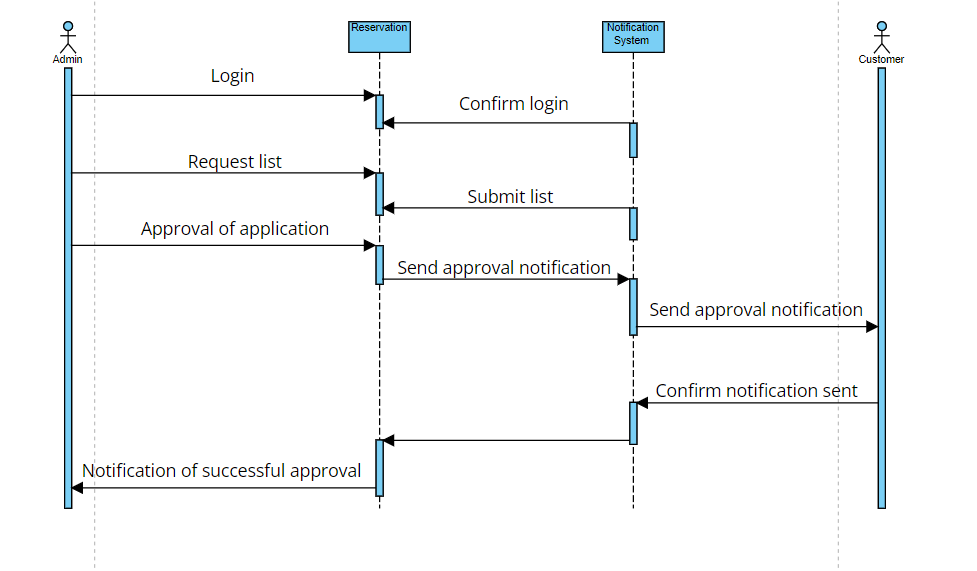 Admin
Reservation
Notification
System
Customer
Login
Confirm login
Request list
Submit list
Approval of application
Send approval notification
Send approval notification
Confirm notification sent
Notification of successful approval